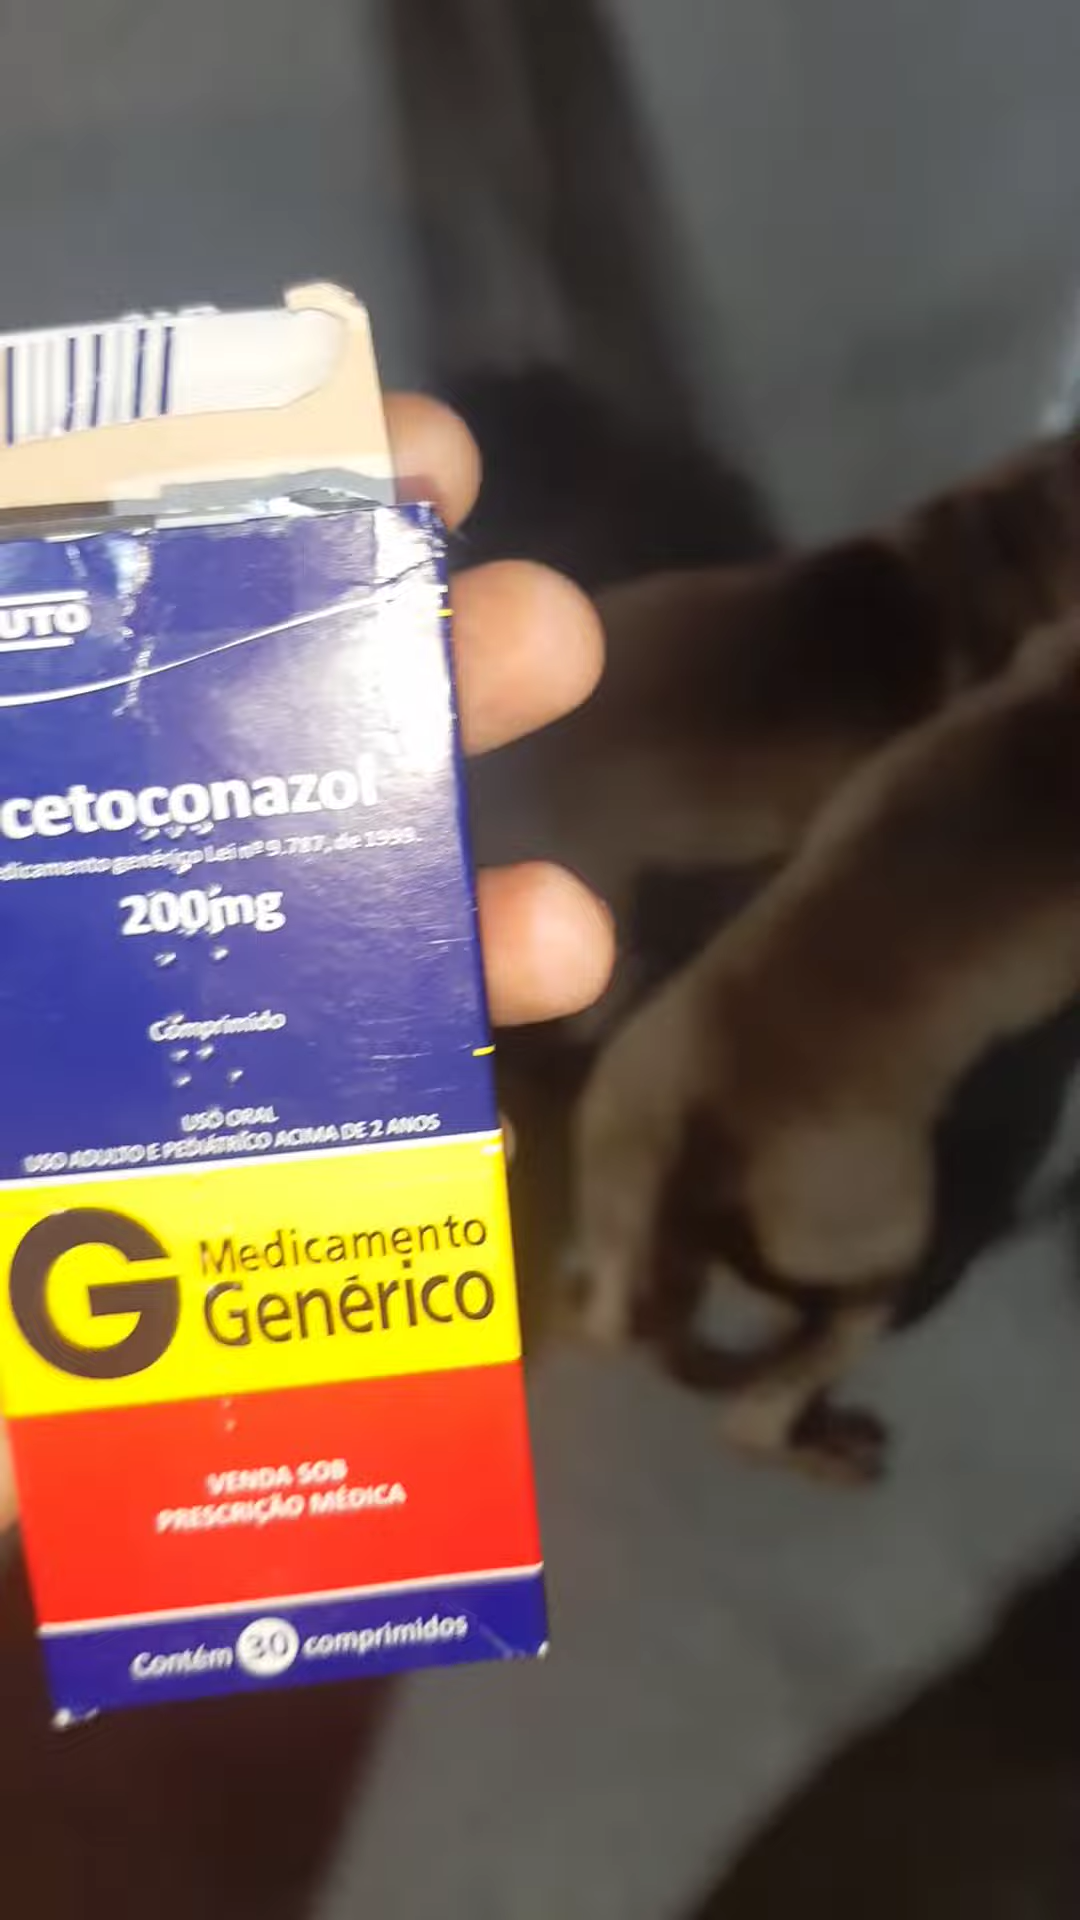 UTO
cetoconazol
edicamento genérico Lei nº 9.787, de 1999.
200mg
Comprimido
USO ORAL
USO ADULTO E PEDIÁTRICO ACIMA DE 2 ANOS
G Medicamento
Genérico
VENDA SOB
PRESCRIÇÃO MÉDICA
Contém 30 comprimidos